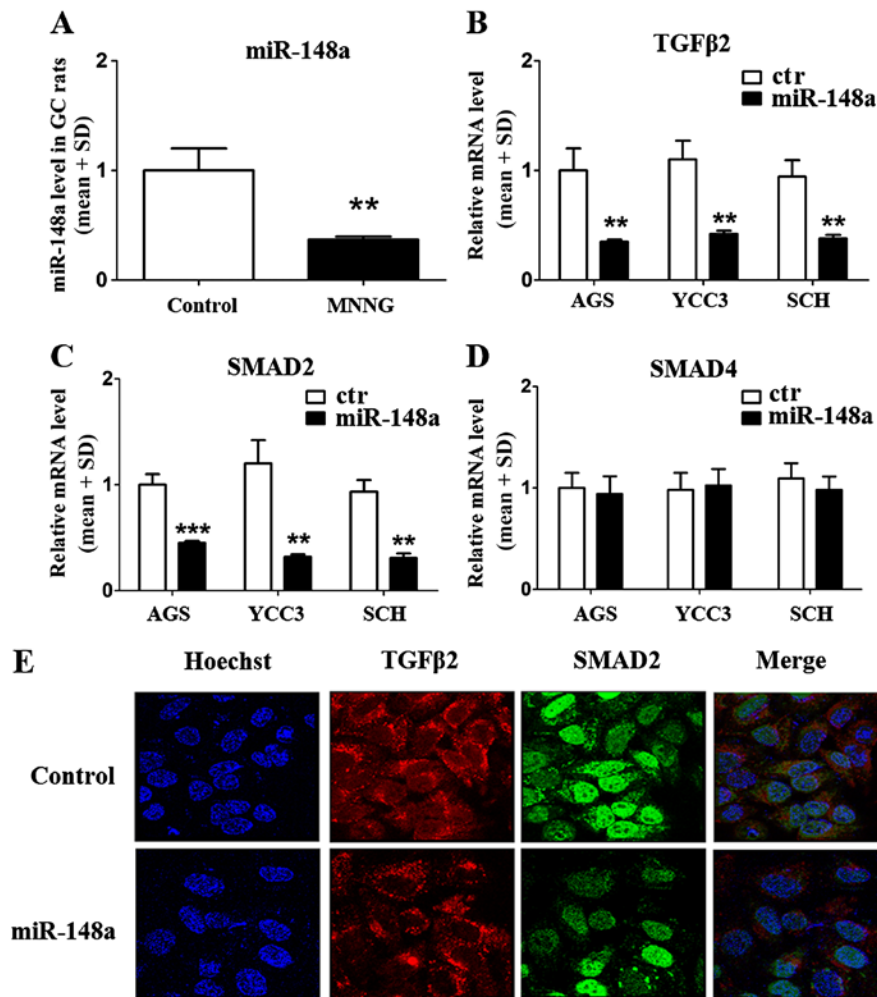 A
miR-148a
miR-148a level in GC rats
(mean + SD)
2
1
0
**
Control
MNNG
B
TGFβ2
ctr
miR-148a
Relative mRNA level
(mean + SD)
2
1
0
**
**
**
AGS
YCC3
SCH
C
SMAD2
ctr
miR-148a
Relative mRNA level
(mean + SD)
2
1
0
***
**
**
AGS
YCC3
SCH
D
SMAD4
ctr
miR-148a
Relative mRNA level
(mean + SD)
2
1
0
AGS
YCC3
SCH
E
Hoechst
TGFβ2
SMAD2
Merge
Control
miR-148a